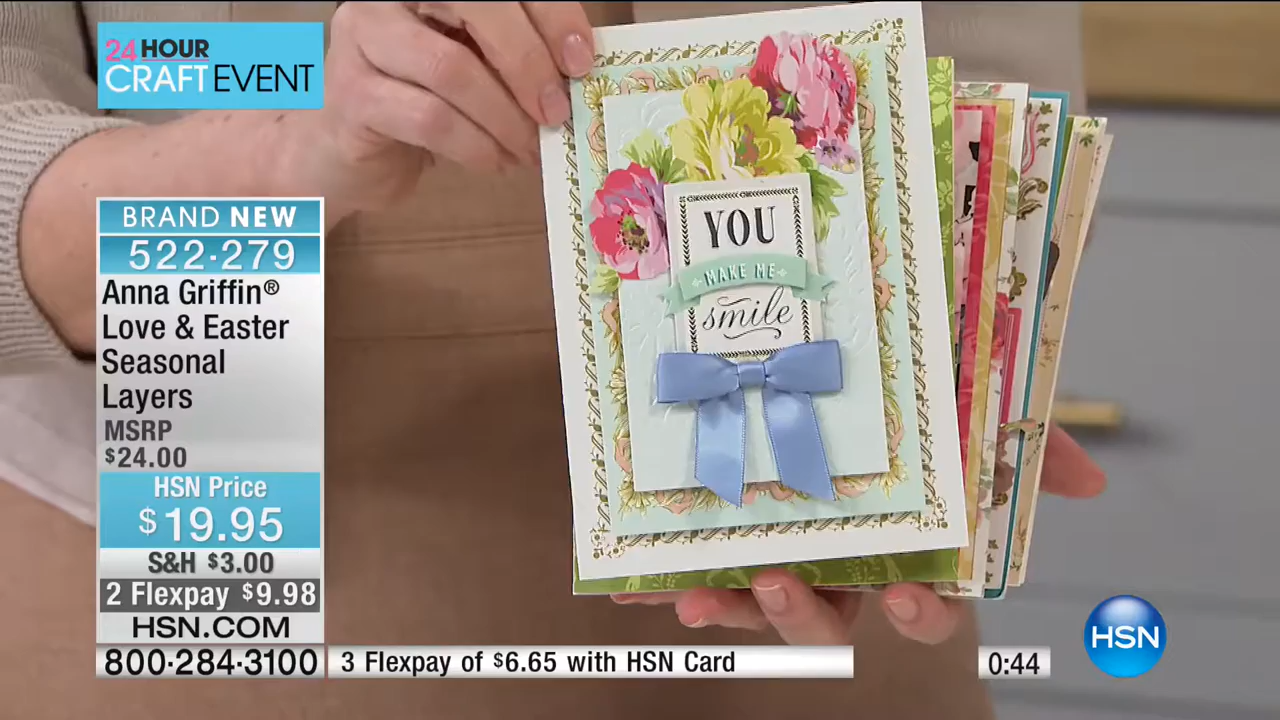 24 HOUR
CRAFT EVENT
BRAND NEW
522·279
Anna Griffin®
Love & Easter
Seasonal
Layers
MSRP
$24.00
HSN Price
$19.95
S&H $3.00
2 Flexpay $9.98
HSN.COM
800·284·3100
3 Flexpay of $6.65 with HSN Card
0:44
HSN
YOU
MAKE ME
smile